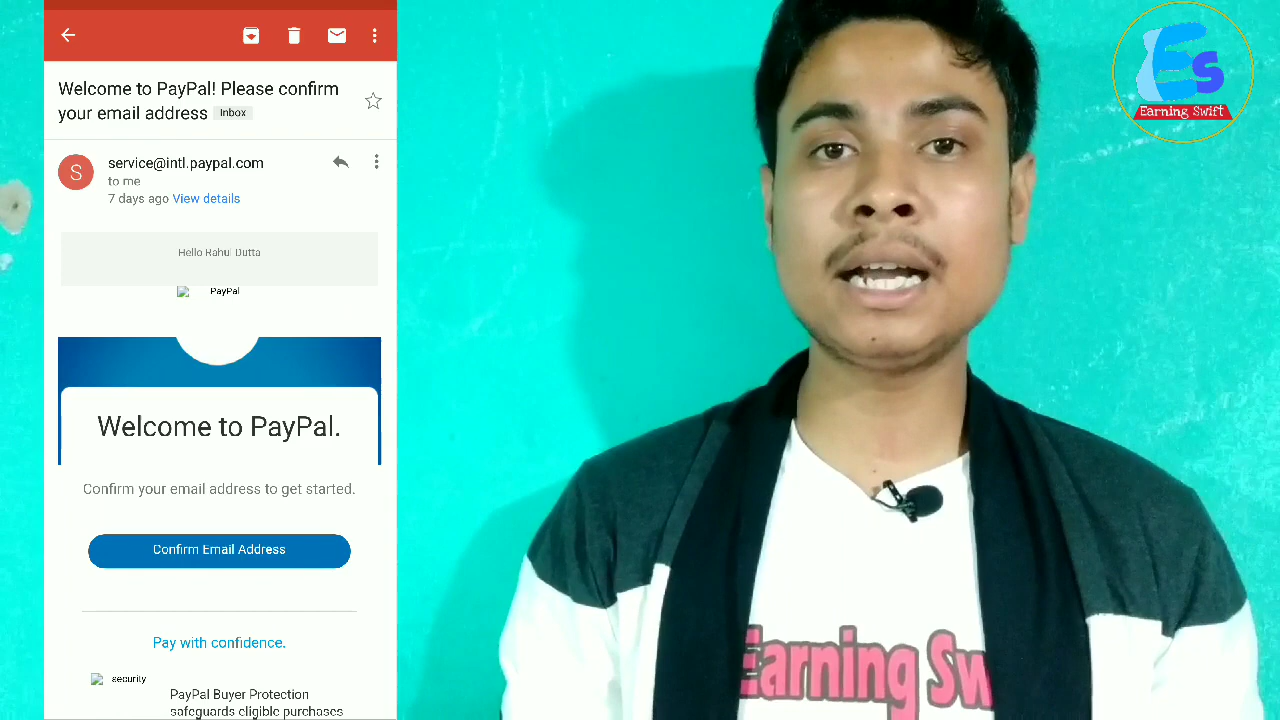 Welcome to PayPal! Please confirm
your email address Inbox
S
service@intl.paypal.com
to me
7 days ago View details
Hello Rahul Dutta
PayPal
Welcome to PayPal.
Confirm your email address to get started.
Confirm Email Address
Pay with confidence.
security
PayPal Buyer Protection
safeguards eligible purchases
Es
Earning Swift
Earning Sw